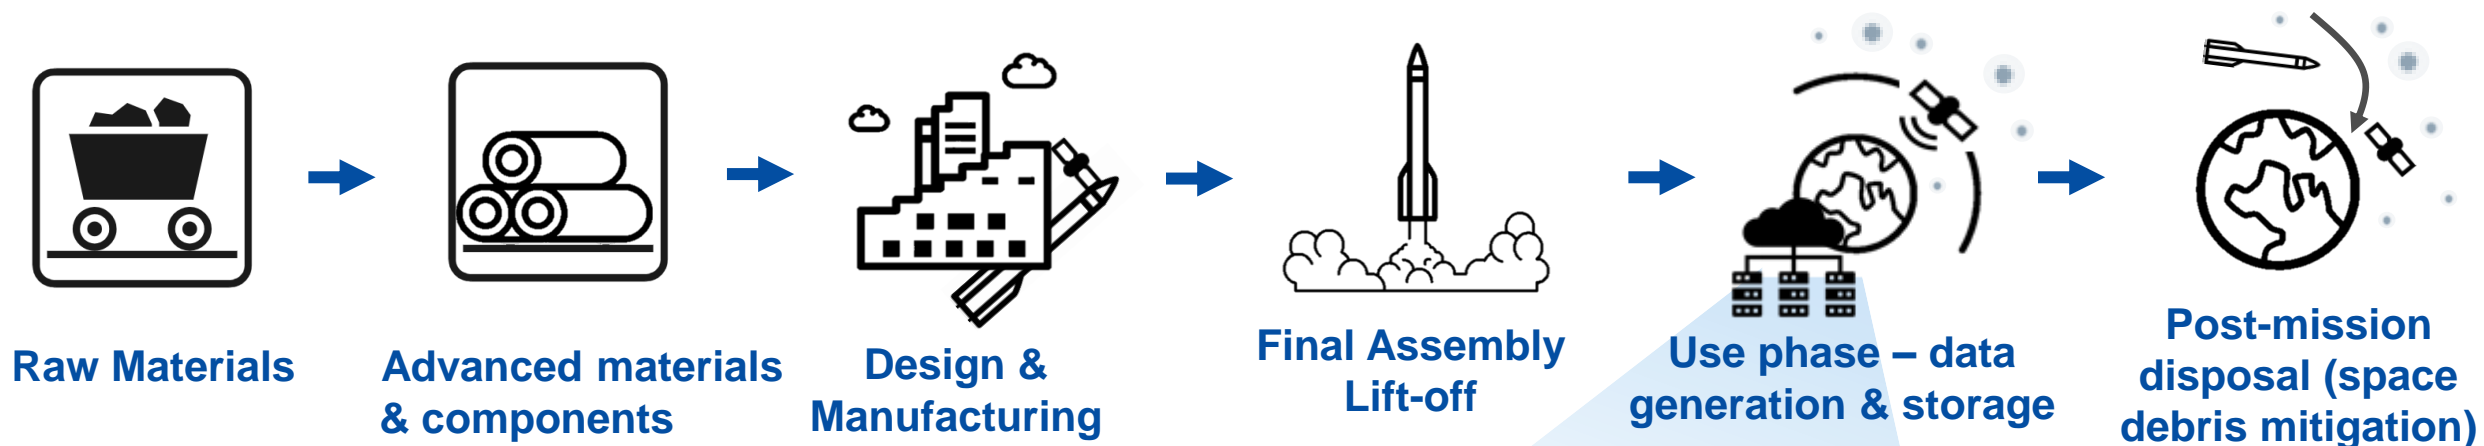 Raw Materials
Advanced materials
& components
Design &
Manufacturing
Final Assembly
Lift-off
Use phase – data
generation & storage
Post-mission
disposal (space
debris mitigation)